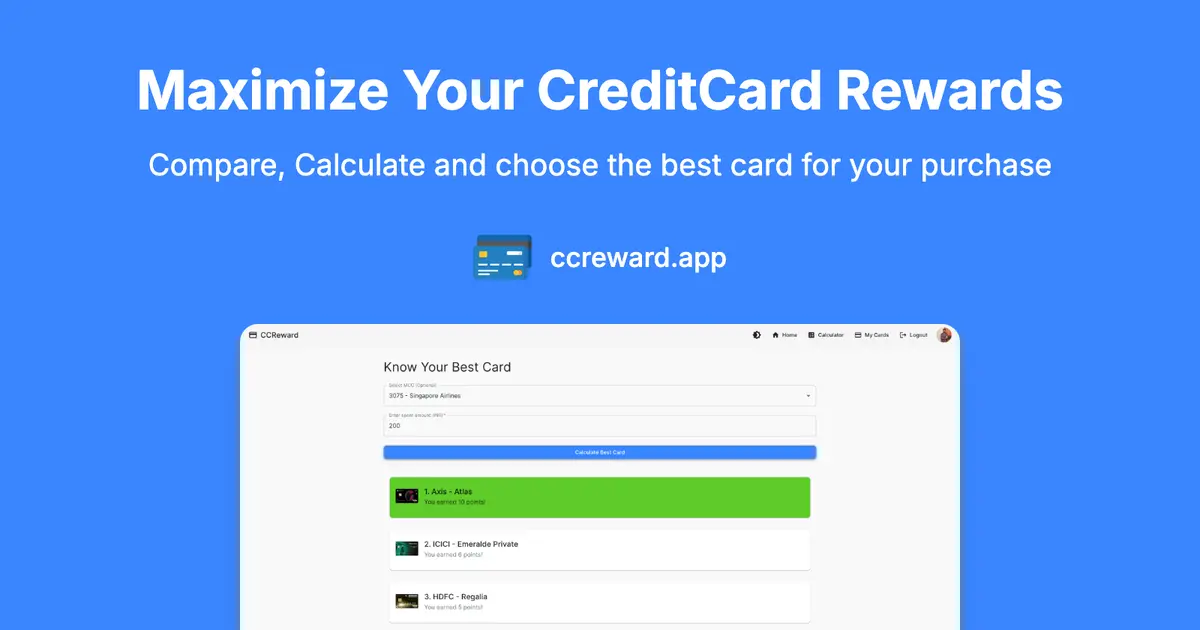 Maximize Your CreditCard Rewards
Compare, Calculate and choose the best card for your purchase
ccreward.app
CCReward
Home
Calculator
My Cards
Logout
Know Your Best Card
Select MCC (Optional)
3075 - Singapore Airlines
Enter spent amount (INR)*
200
Calculate Best Card
1. Axis - Atlas
You earned 10 points!
2. ICICI - Emeralde Private
You earned 6 points!
3. HDFC - Regalia
You earned 5 points!